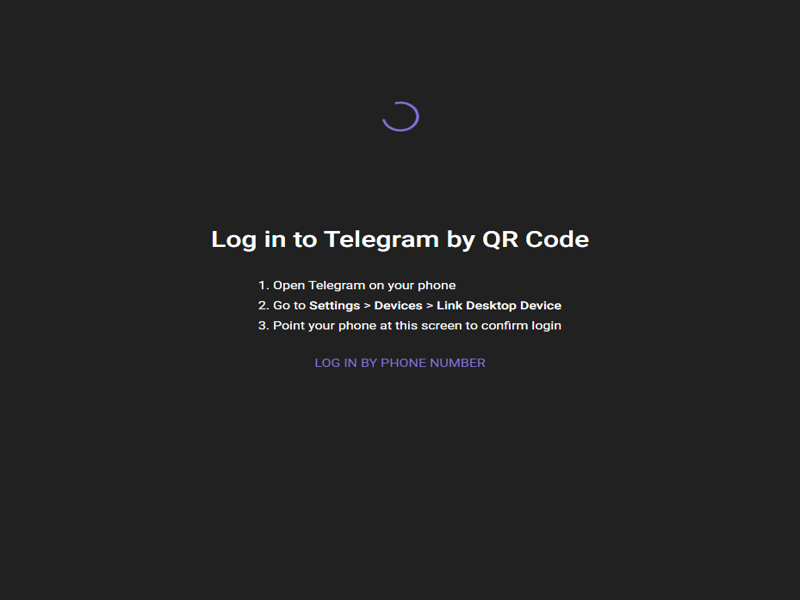 Log in to Telegram by QR Code
1. Open Telegram on your phone
2. Go to Settings > Devices > Link Desktop Device
3. Point your phone at this screen to confirm login
LOG IN BY PHONE NUMBER